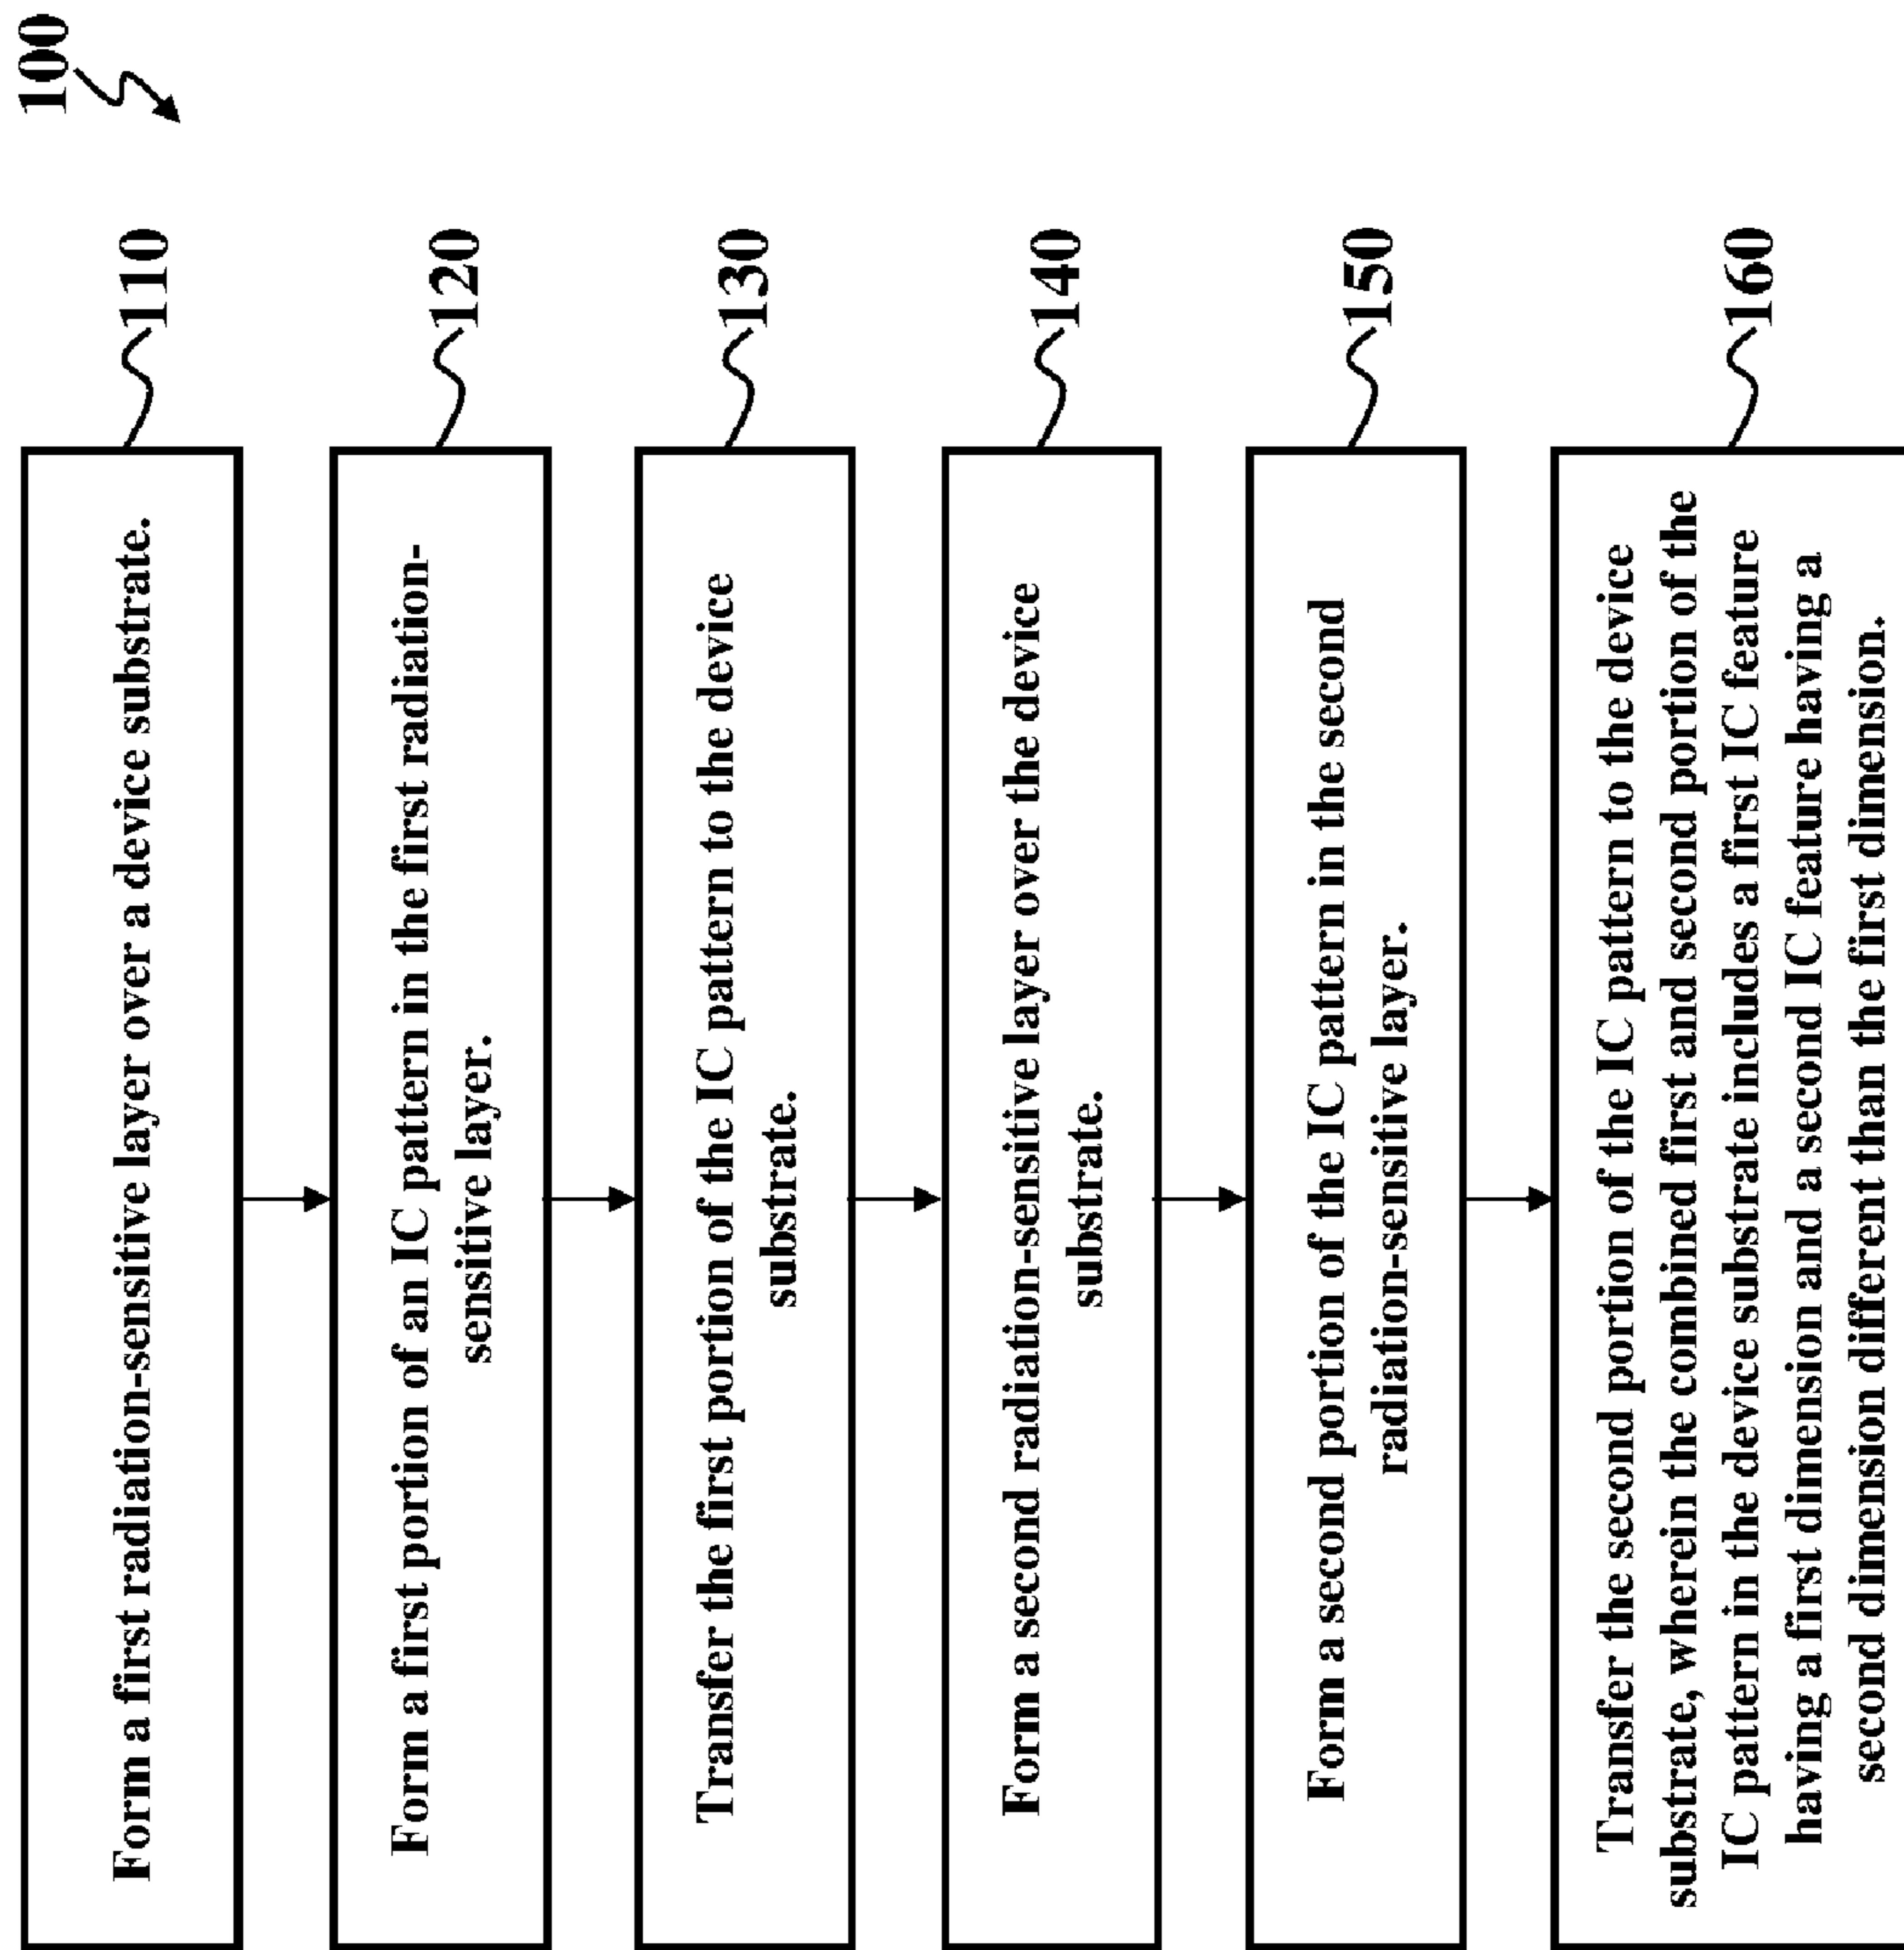 100
Form a first radiation-sensitive layer over a device substrate.
110
Form a first portion of an IC pattern in the first radiation-
sensitive layer.
120
Transfer the first portion of the IC pattern to the device
substrate.
130
Form a second radiation-sensitive layer over the device
substrate.
140
Form a second portion of the IC pattern in the second
radiation-sensitive layer.
150
Transfer the second portion of the IC pattern to the device
substrate, wherein the combined first and second portion of the
IC pattern in the device substrate includes a first IC feature
having a first dimension and a second IC feature having a
second dimension different than the first dimension.
160